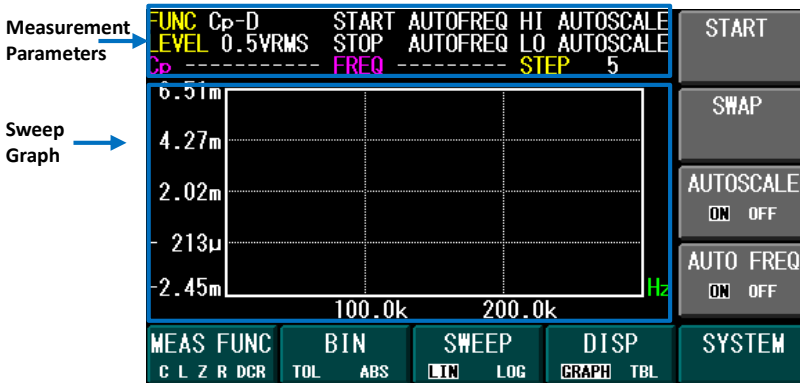 Measurement Parameters
FUNC Cp-D START AUTOFREQ HI AUTOSCALE
LEVEL 0.5VRMS STOP AUTOFREQ LO AUTOSCALE
Cp ----------- FREQ --------- STEP 5
Sweep Graph
6.51m
4.27m
2.02m
- 213µ
-2.45m
Hz
100.0k 200.0k
START
SWAP
AUTOSCALE
ON OFF
AUTO FREQ
ON OFF
MEAS FUNC BIN SWEEP DISP SYSTEM
C L Z R DCR TOL ABS LIN LOG GRAPH TBL